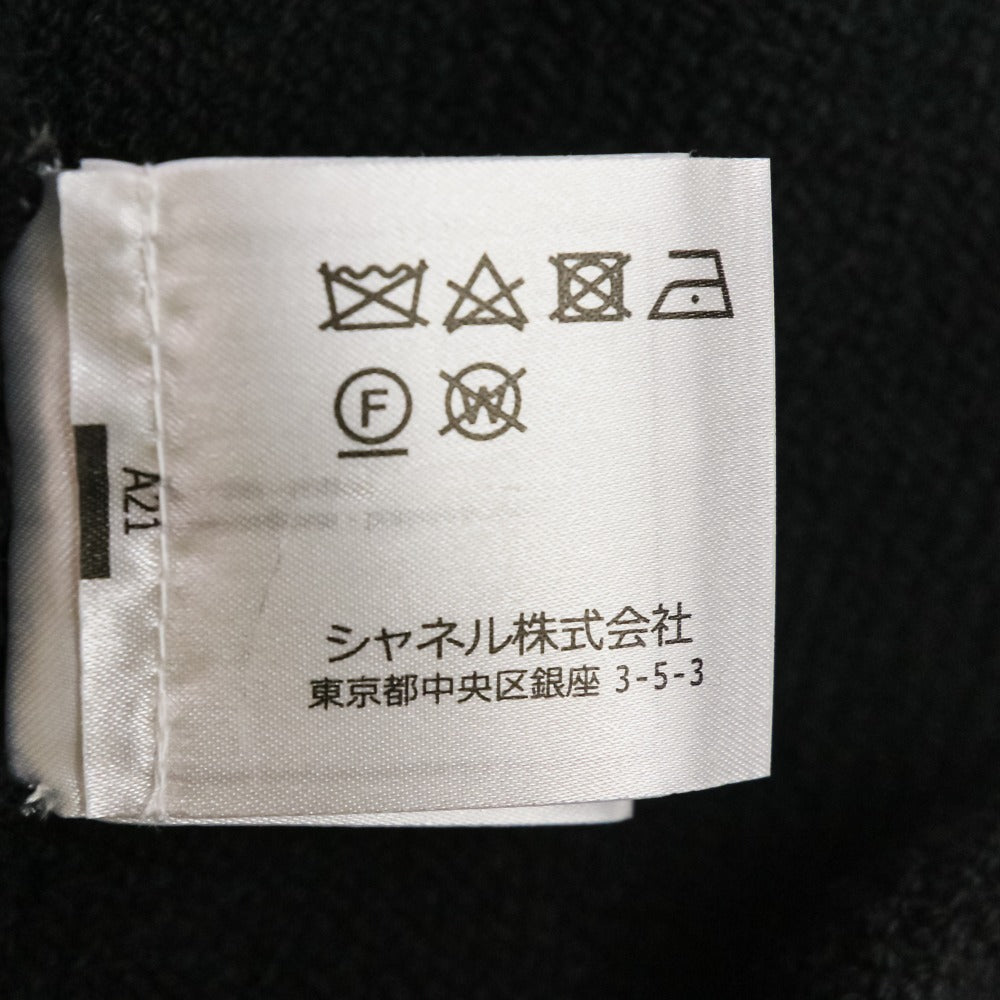 F W
シャネル株式会社
東京都中央区銀座 3-5-3
A21